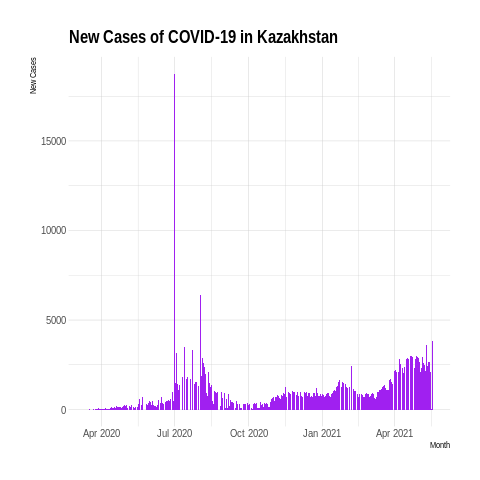 New Cases of COVID-19 in Kazakhstan
New Cases
15000
10000
5000
0
Apr 2020 Jul 2020 Oct 2020 Jan 2021 Apr 2021
Month